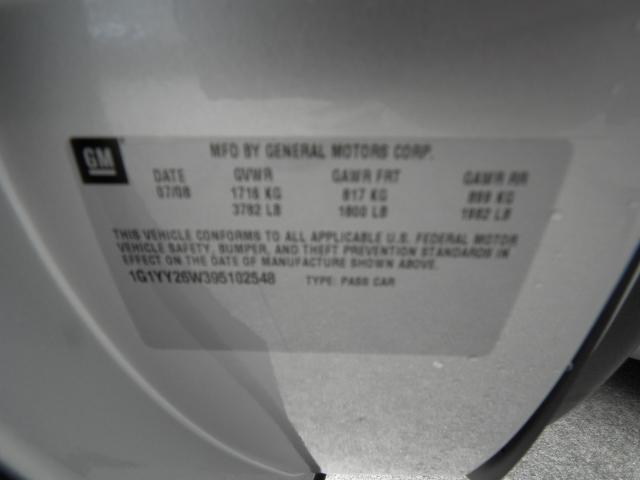 GM
MFD BY GENERAL MOTORS CORP.
DATE GVWR GAWR FRT GAWR RR
07/08 1716 KG 817 KG 899 KG
3782 LB 1800 LB 1982 LB
THIS VEHICLE CONFORMS TO ALL APPLICABLE U.S. FEDERAL MOTOR
VEHICLE SAFETY, BUMPER, AND THEFT PREVENTION STANDARDS IN
EFFECT ON THE DATE OF MANUFACTURE SHOWN ABOVE.
1G1YY26W395102548 TYPE: PASS CAR